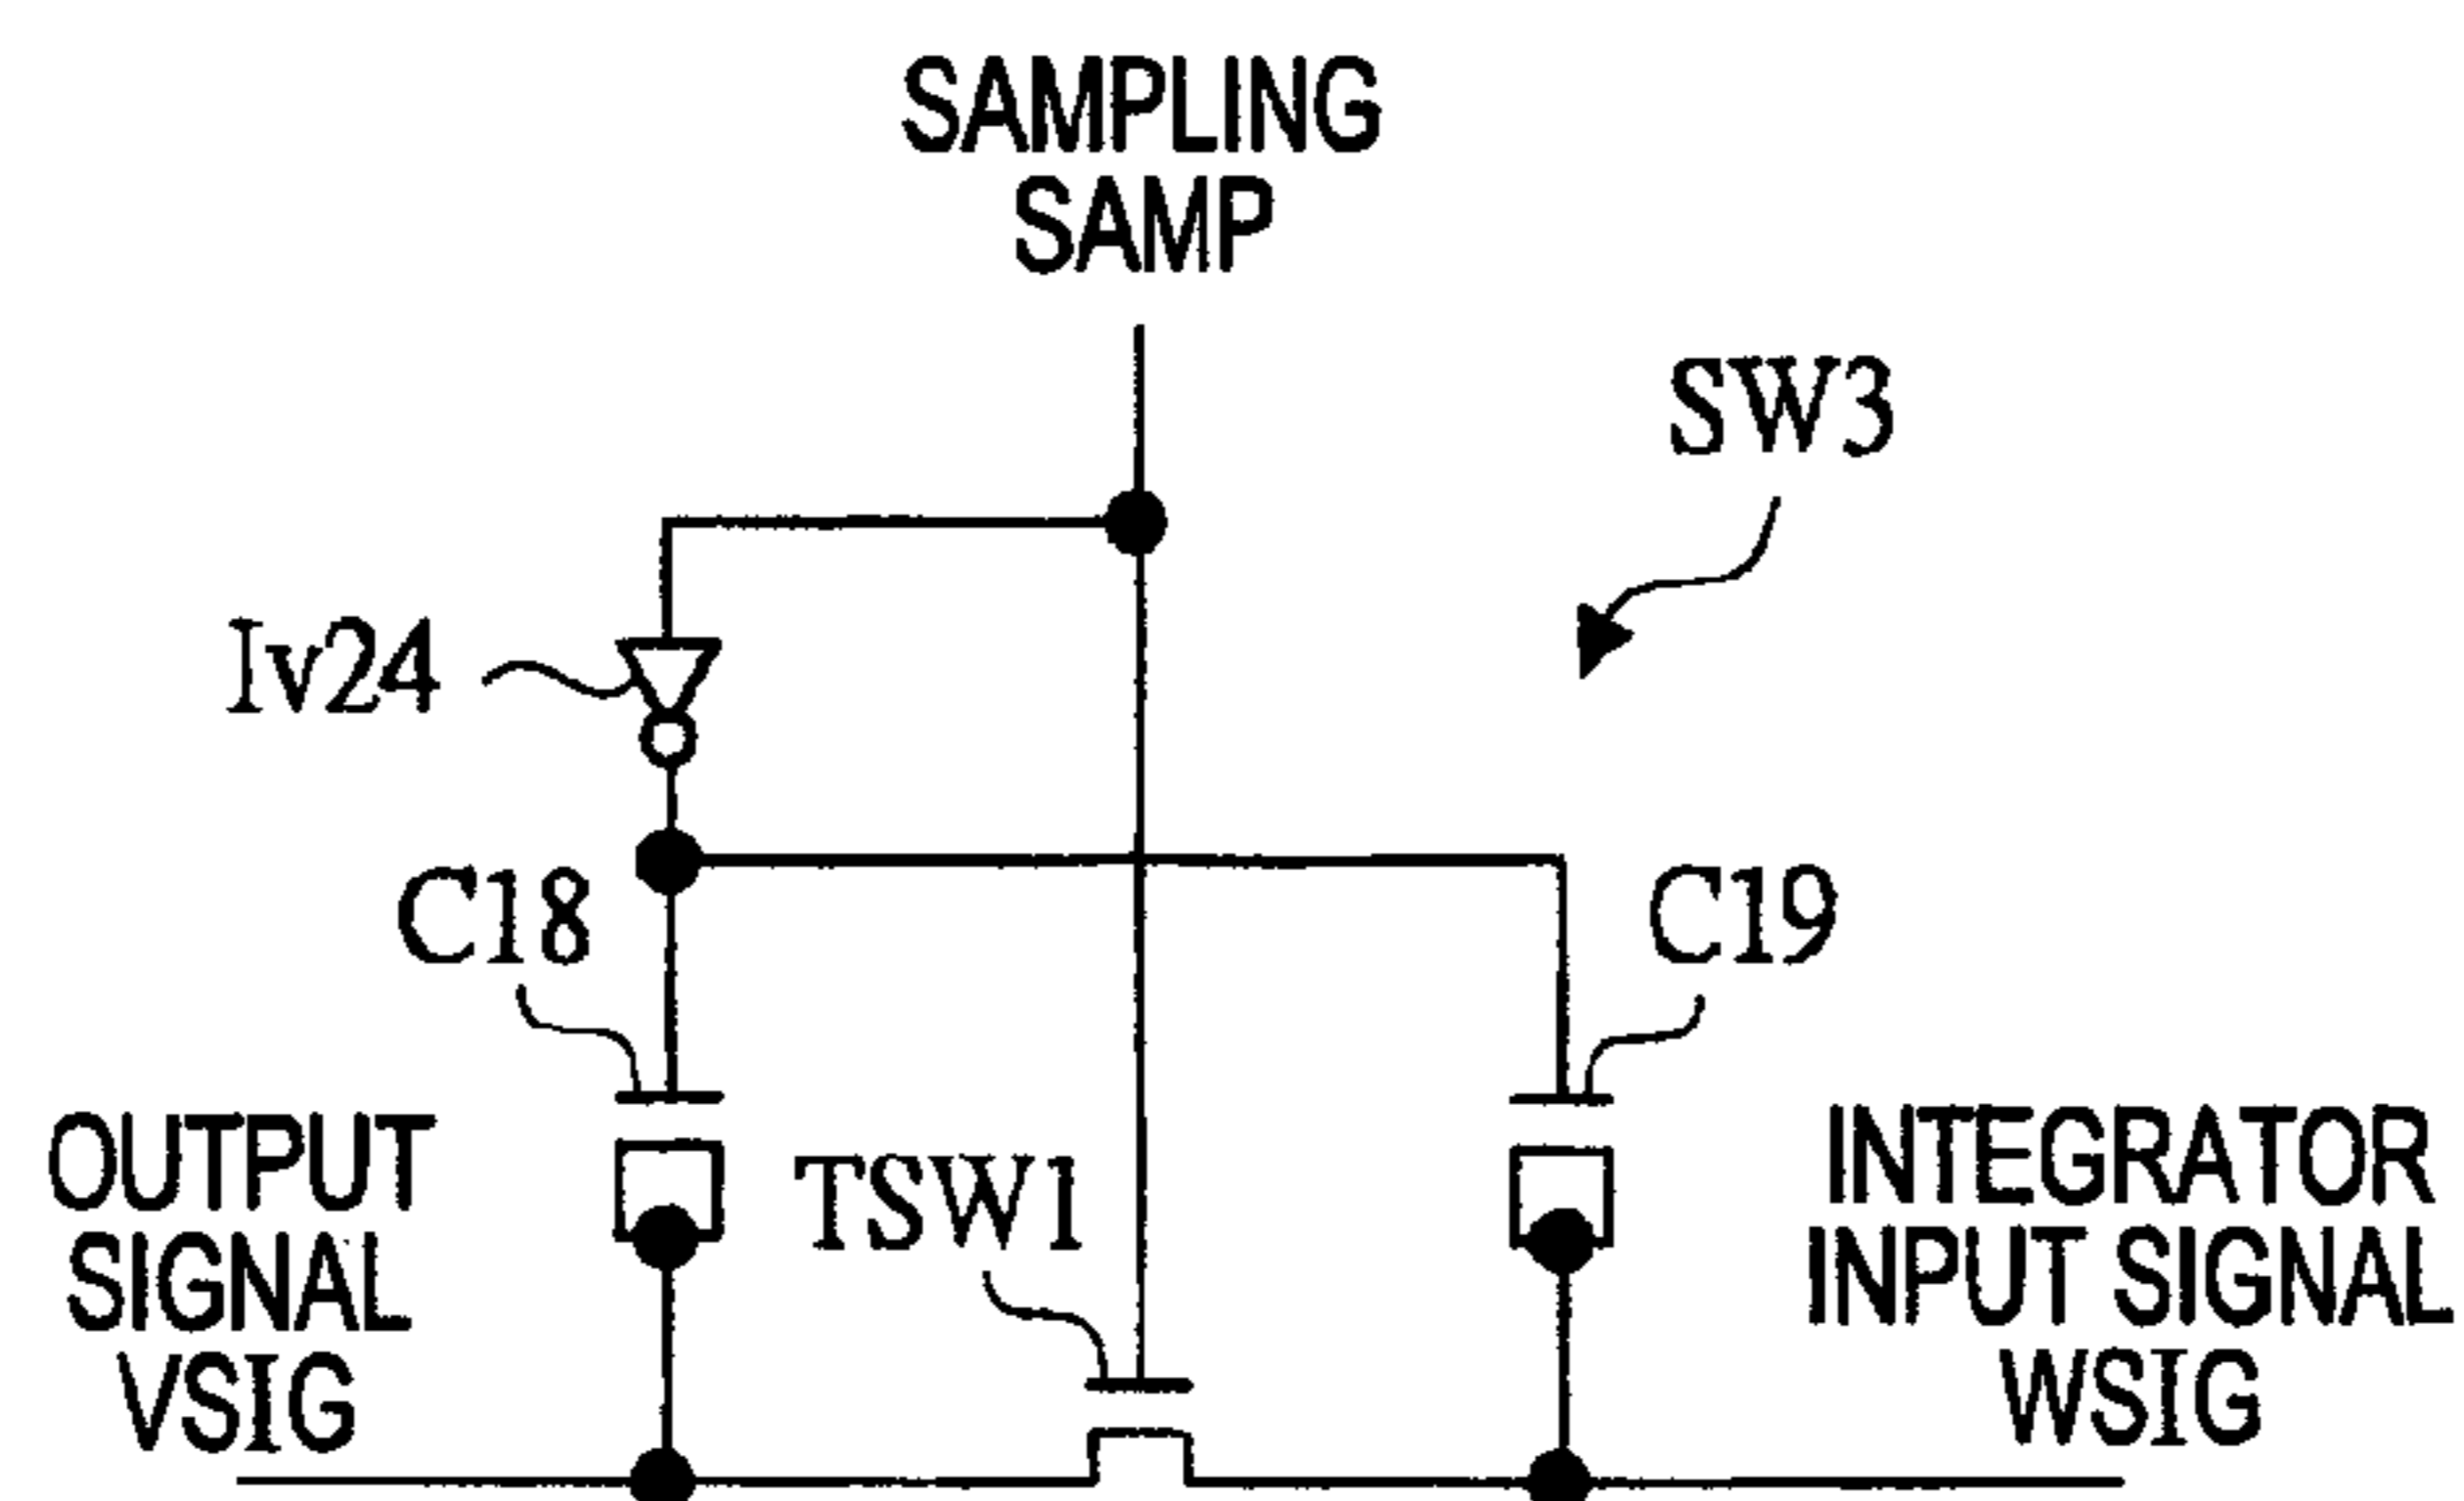 SAMPLING
SAMP
SW3
Iv24
C18
C19
OUTPUT
SIGNAL
VSIG
TSW1
INTEGRATOR
INPUT SIGNAL
WSIG